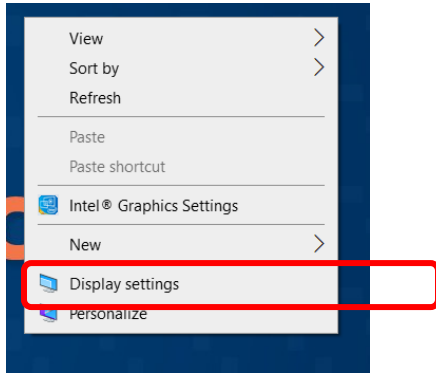 View
Sort by
Refresh
Paste
Paste shortcut
Intel® Graphics Settings
New
Display settings
Personalize